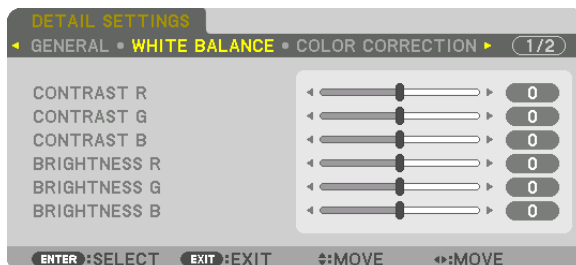 DETAIL SETTINGS
GENERAL • WHITE BALANCE • COLOR CORRECTION 1/2
CONTRAST R 0
CONTRAST G 0
CONTRAST B 0
BRIGHTNESS R 0
BRIGHTNESS G 0
BRIGHTNESS B 0
ENTER :SELECT EXIT :EXIT :MOVE :MOVE